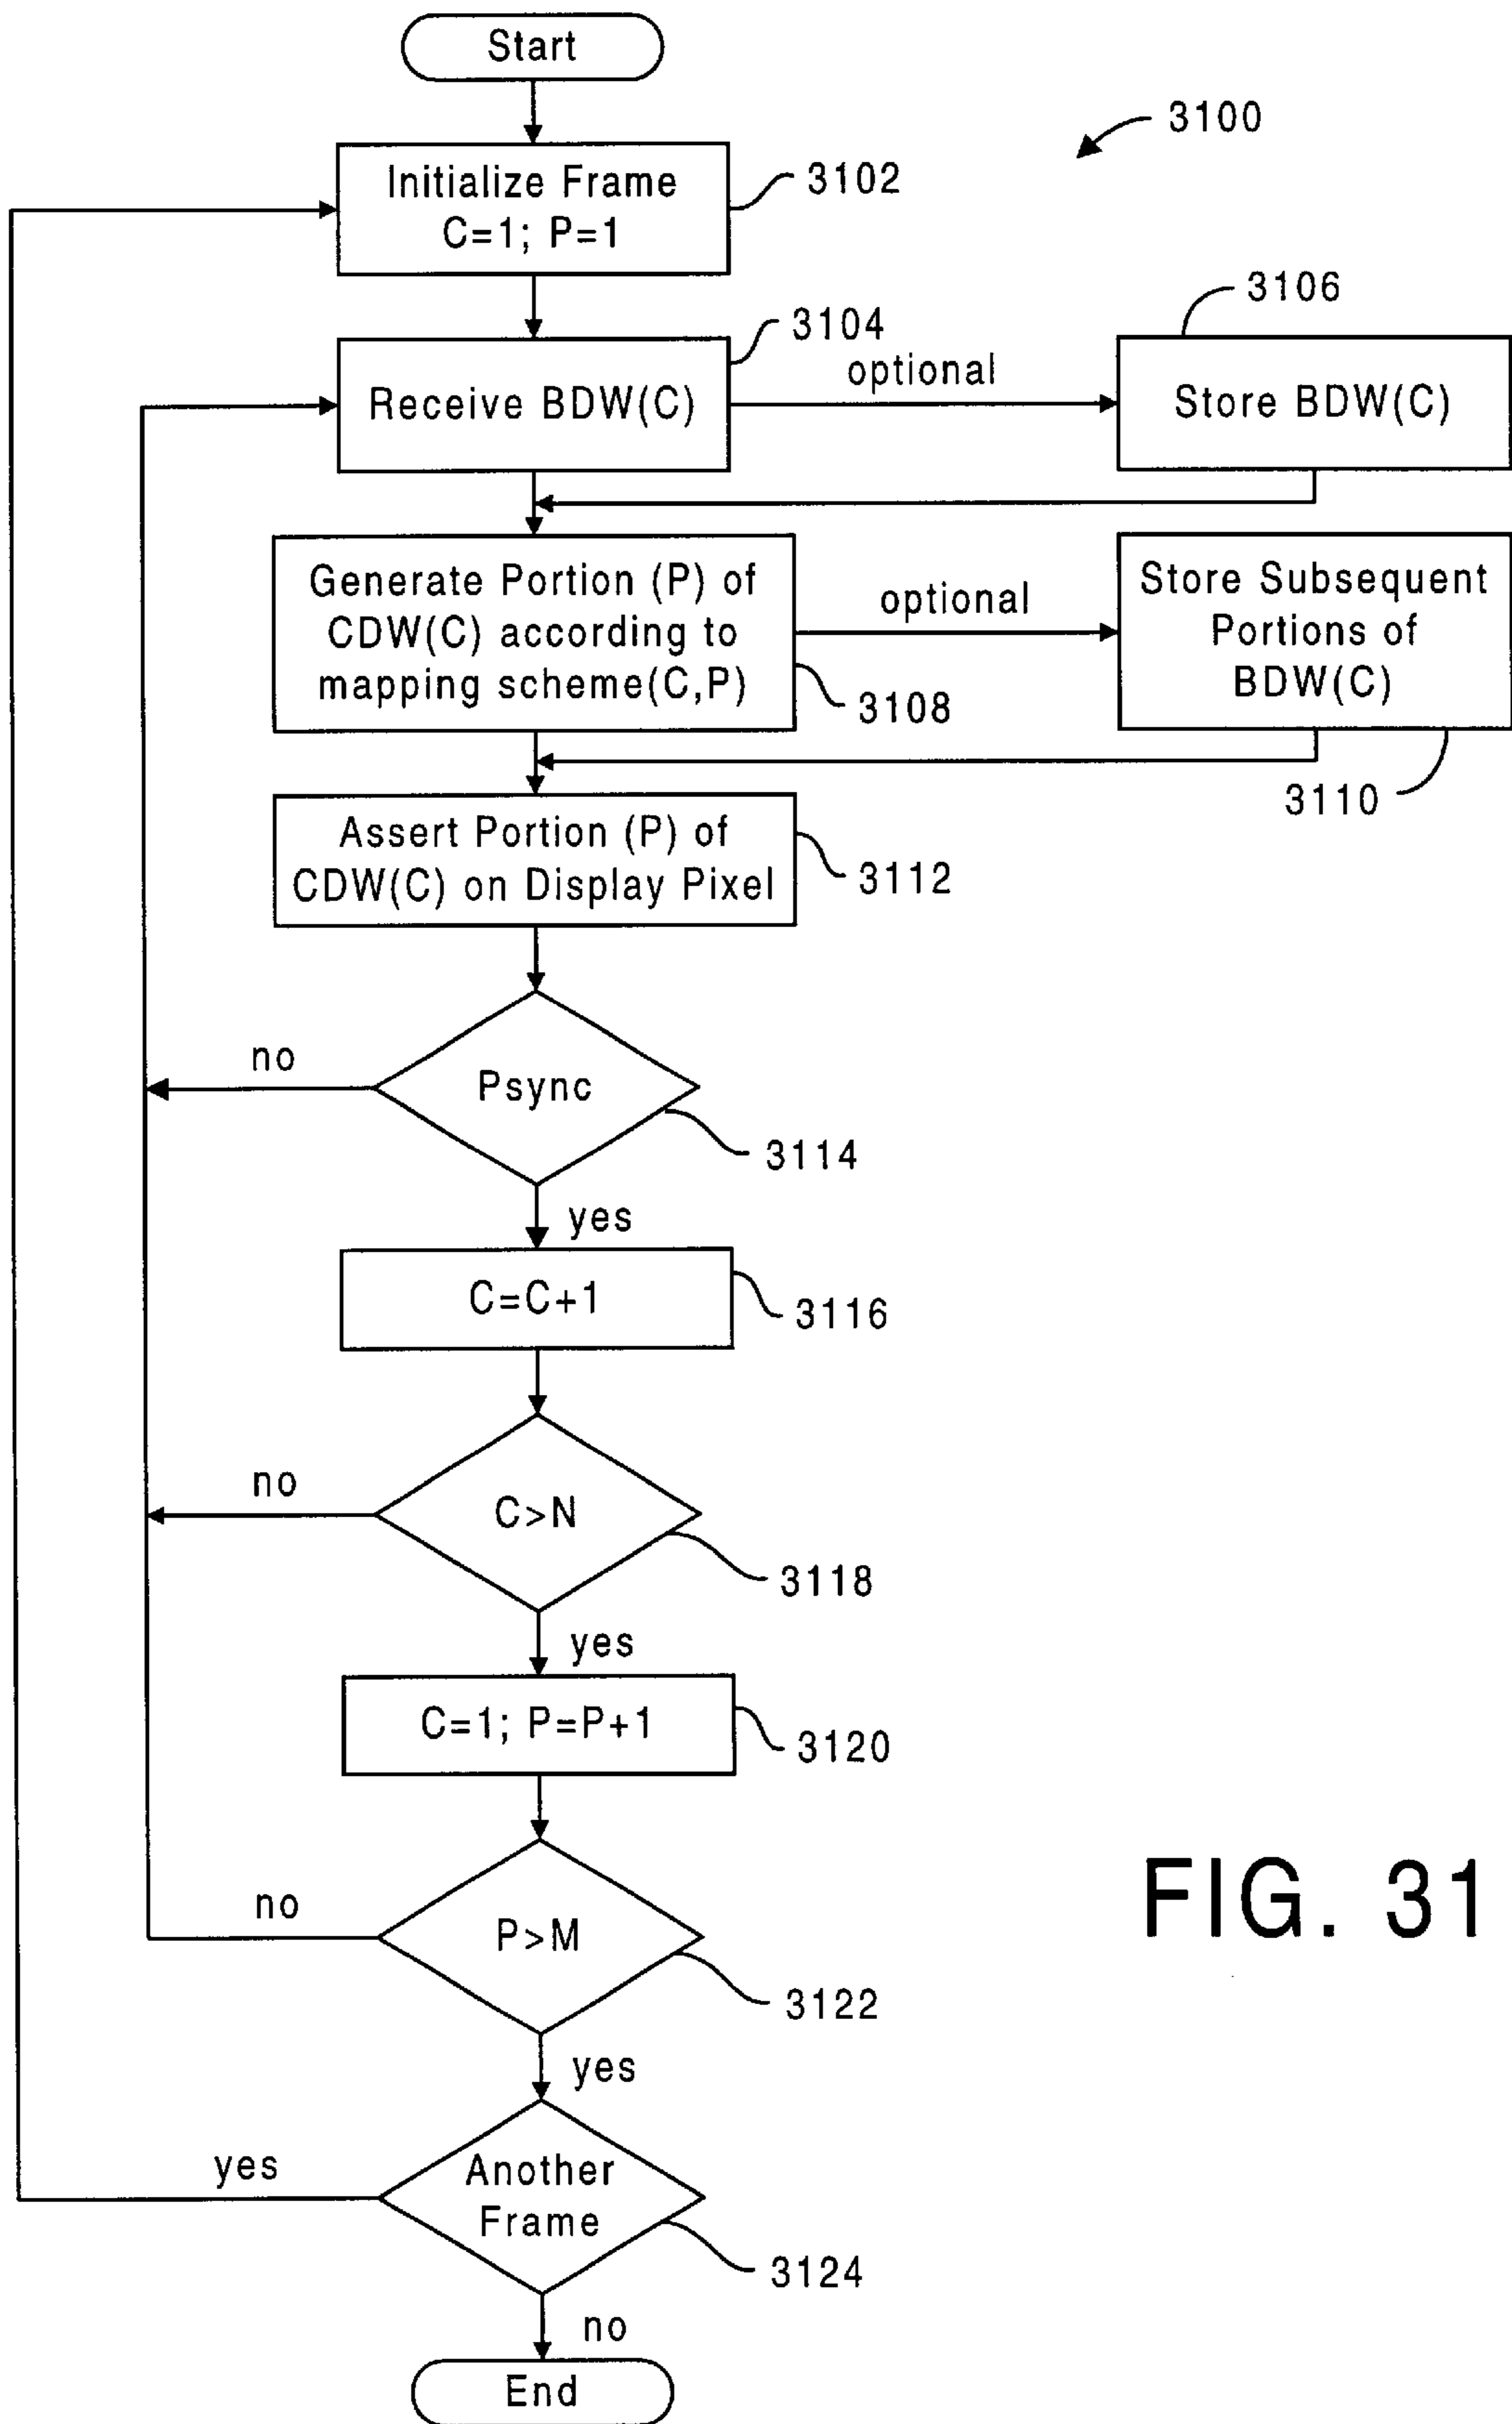 Start
3100
Initialize Frame
C=1; P=1
3102
3106
3104
Receive BDW(C)
optional
Store BDW(C)
Generate Portion (P) of
CDW(C) according to
mapping scheme(C,P)
3108
optional
Store Subsequent
Portions of
BDW(C)
3110
Assert Portion (P) of
CDW(C) on Display Pixel
3112
no
Psync
3114
yes
C=C+1
3116
no
C>N
3118
yes
C=1; P=P+1
3120
no
P>M
3122
yes
FIG. 31
yes
Another
Frame
3124
no
End